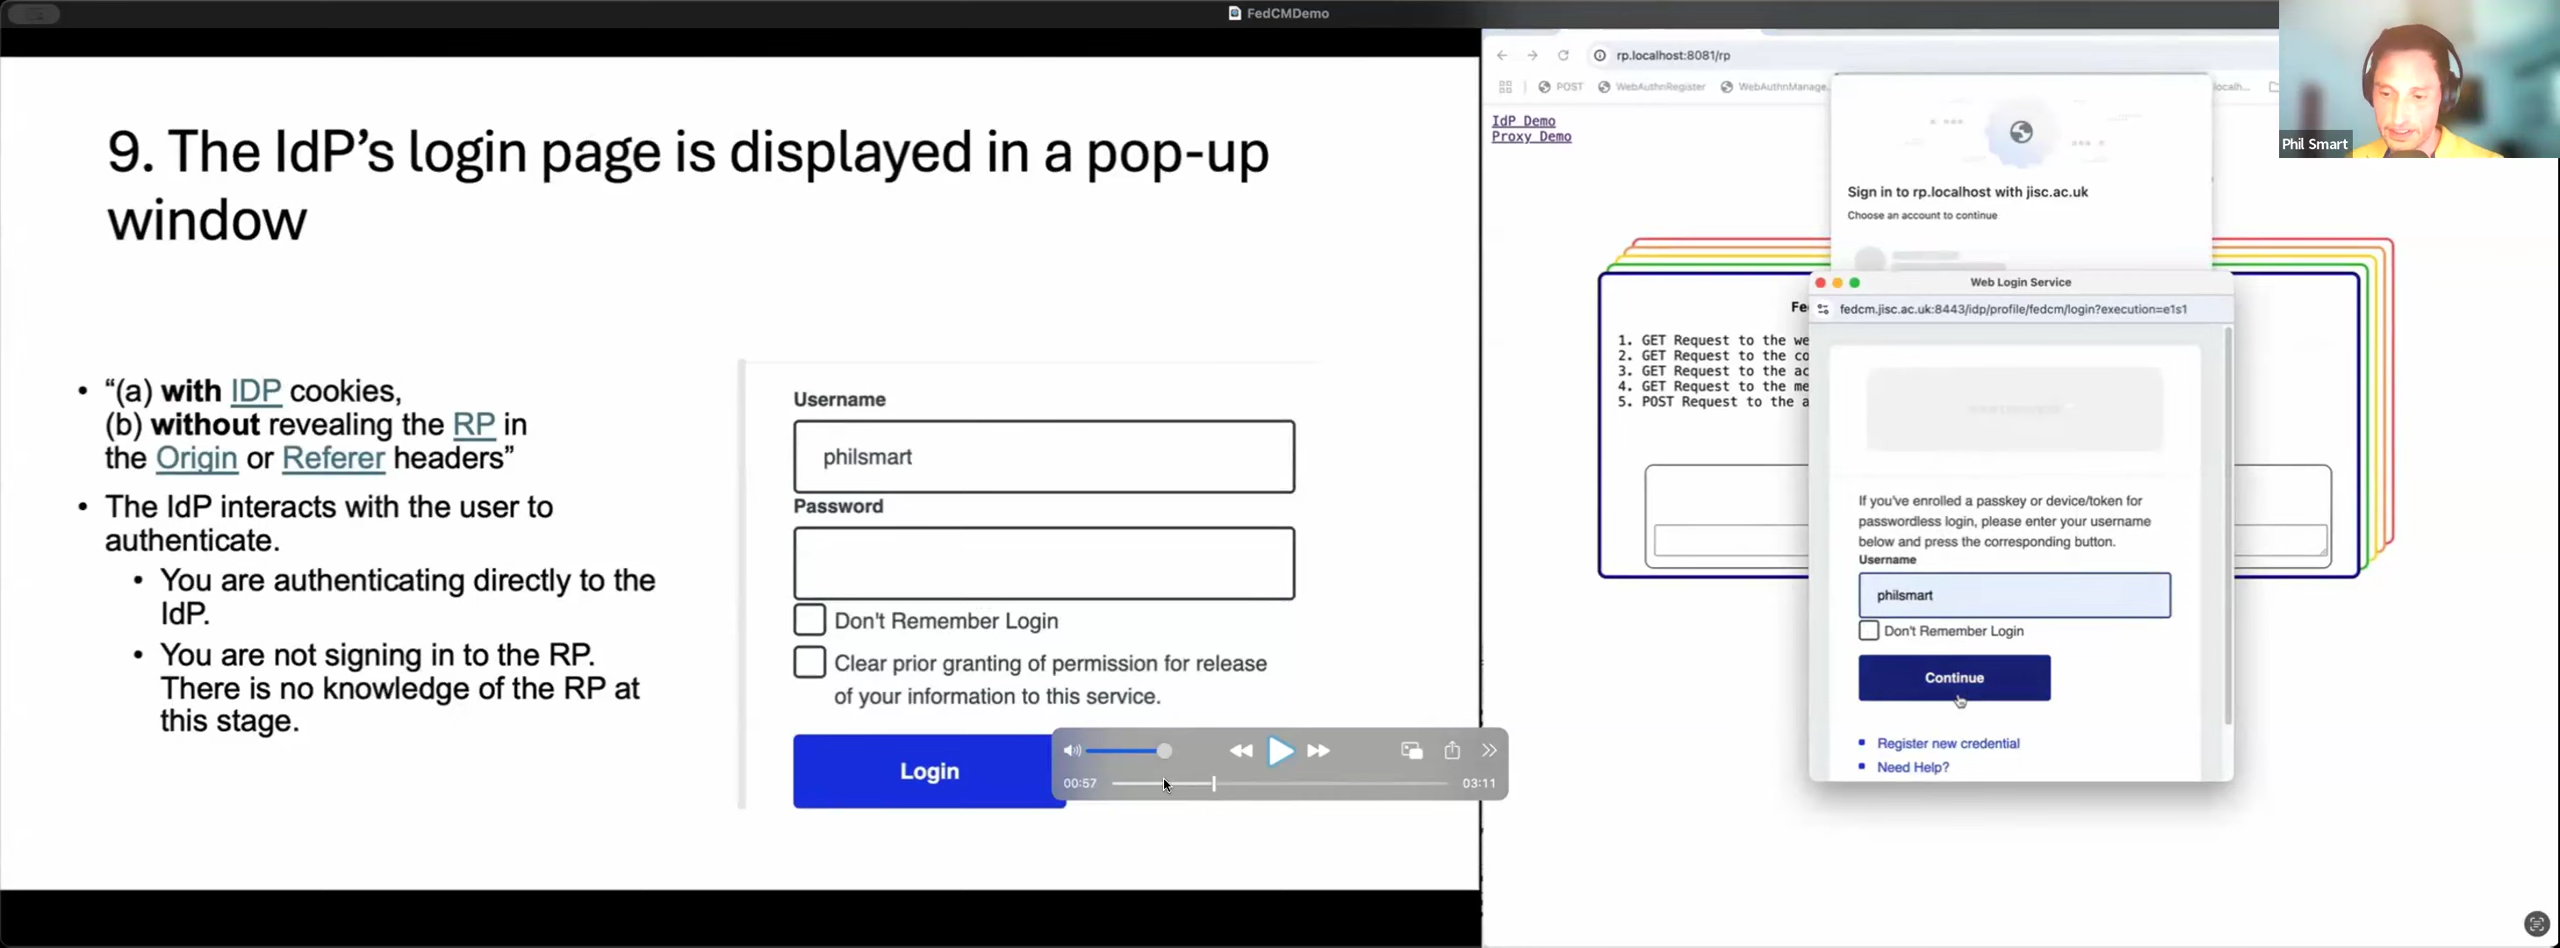 FedCMDemo
9. The IdP's login page is displayed in a pop-up
window
• “(a) with IDP cookies,
(b) without revealing the RP in
the Origin or Referer headers”
• The IdP interacts with the user to
authenticate.
• You are authenticating directly to the
IdP.
• You are not signing in to the RP.
There is no knowledge of the RP at
this stage.
Username
philsmart
Password
Don't Remember Login
Clear prior granting of permission for release
of your information to this service.
Login
00:57
03:11
rp.localhost:8081/rp
POST
WebAuthnRegister
WebAuthnManage...
localh...
IdP Demo
Proxy Demo
Sign in to rp.localhost with jisc.ac.uk
Choose an account to continue
Fe
1. GET Request to the we
2. GET Request to the co
3. GET Request to the ac
4. GET Request to the me
5. POST Request to the a
Web Login Service
fedcm.jisc.ac.uk:8443/idp/profile/fedcm/login?execution=e1s1
If you've enrolled a passkey or device/token for
passwordless login, please enter your username
below and press the corresponding button.
Username
philsmart
Don't Remember Login
Continue
Register new credential
Need Help?
Phil Smart